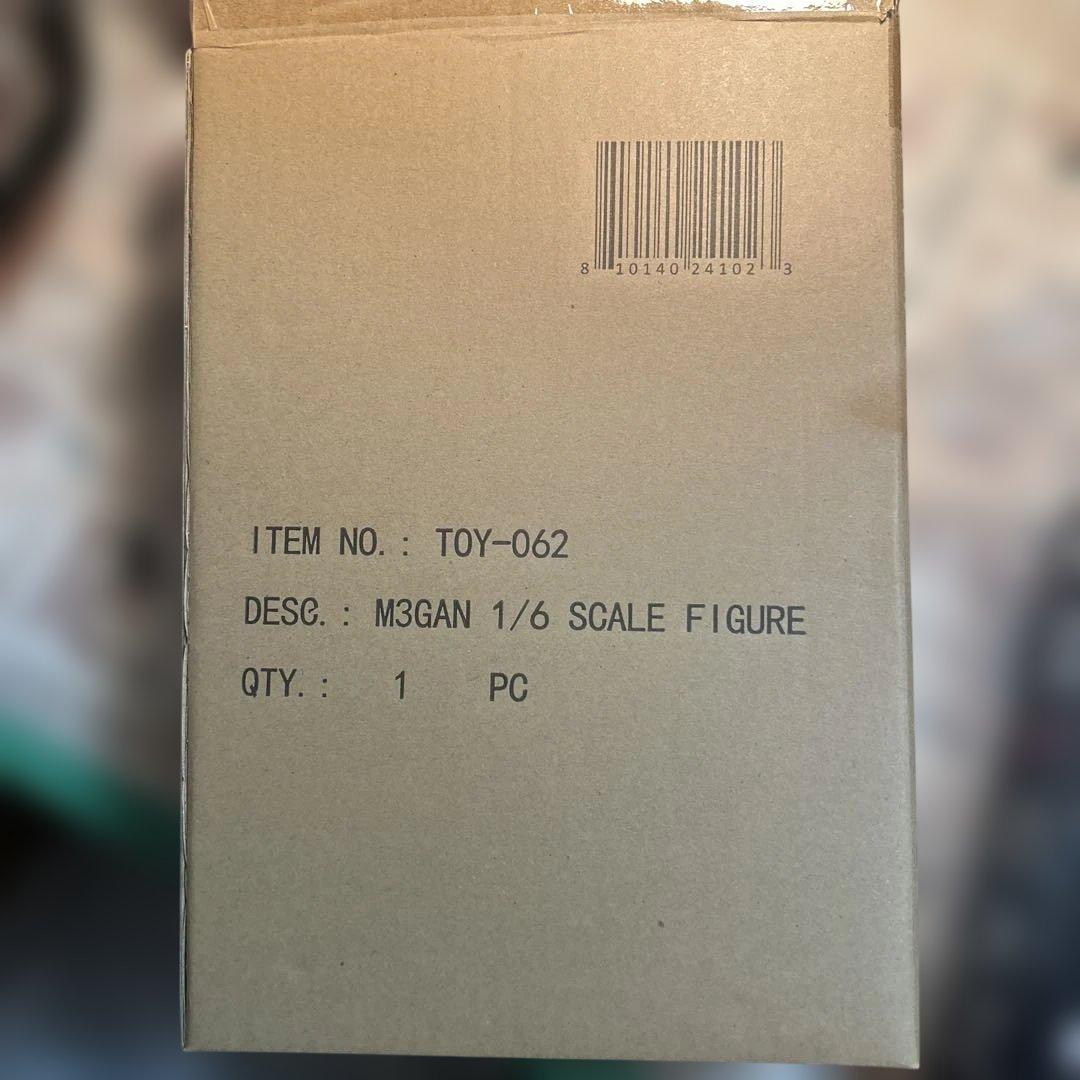 8 10140 24102 3
ITEM NO.: TOY-062
DESC.: M3GAN 1/6 SCALE FIGURE
QTY.: 1 PC